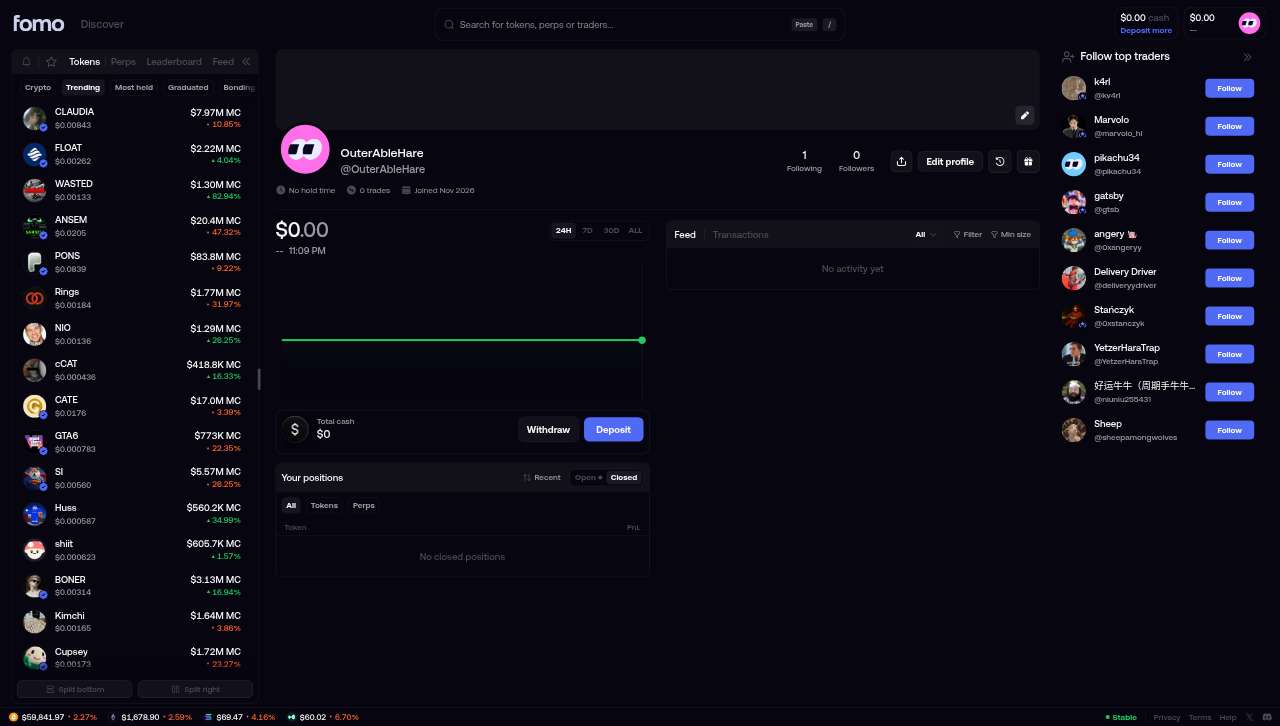 fomo Discover
Search for tokens, perps or traders... Paste /
$0.00 cash
Deposit more
$0.00
--
Tokens Perps Leaderboard Feed
Crypto Trending Most held Graduated Bonding
CLAUDIA $7.97M MC
$0.00843 10.85%
FLOAT $2.22M MC
$0.00262 4.04%
WASTED $1.30M MC
$0.00133 82.94%
ANSEM $20.4M MC
$0.0205 47.32%
PONS $83.8M MC
$0.0839 9.22%
Rings $1.77M MC
$0.00184 31.97%
NIO $1.29M MC
$0.00136 26.25%
cCAT $418.8K MC
$0.000436 16.33%
CATE $17.0M MC
$0.0176 3.39%
GTA6 $773K MC
$0.000783 22.35%
SI $5.57M MC
$0.00560 26.25%
Huss $560.2K MC
$0.000587 34.99%
shiit $605.7K MC
$0.000623 1.57%
BONER $3.13M MC
$0.00314 16.94%
Kimchi $1.64M MC
$0.00165 3.86%
Cupsey $1.72M MC
$0.00173 23.27%
Split bottom Split right
OuterAbleHare
@OuterAbleHare
No hold time 0 trades Joined Nov 2026
1 Following
0 Followers
Edit profile
$0.00
-- 11:09 PM
24H 7D 30D ALL
Total cash
$0
Withdraw Deposit
Your positions Recent Open Closed
All Tokens Perps
Token PnL
No closed positions
Feed Transactions All Filter Min size
No activity yet
Follow top traders
k4rl
@kv4rl
Follow
Marvolo
@marvolo_hl
Follow
pikachu34
@pikachu34
Follow
gatsby
@gtsb
Follow
angery
@0xangeryy
Follow
Delivery Driver
@deliveryydriver
Follow
Stańczyk
@0xstanczyk
Follow
YetzerHaraTrap
@YetzerHaraTrap
Follow
好运牛牛（周期手牛牛...
@niuniu255431
Follow
Sheep
@sheepamongwolves
Follow
$59,841.97 2.27% $1,678.90 2.59% $69.47 4.16% $60.02 6.70%
Stable Privacy Terms Help